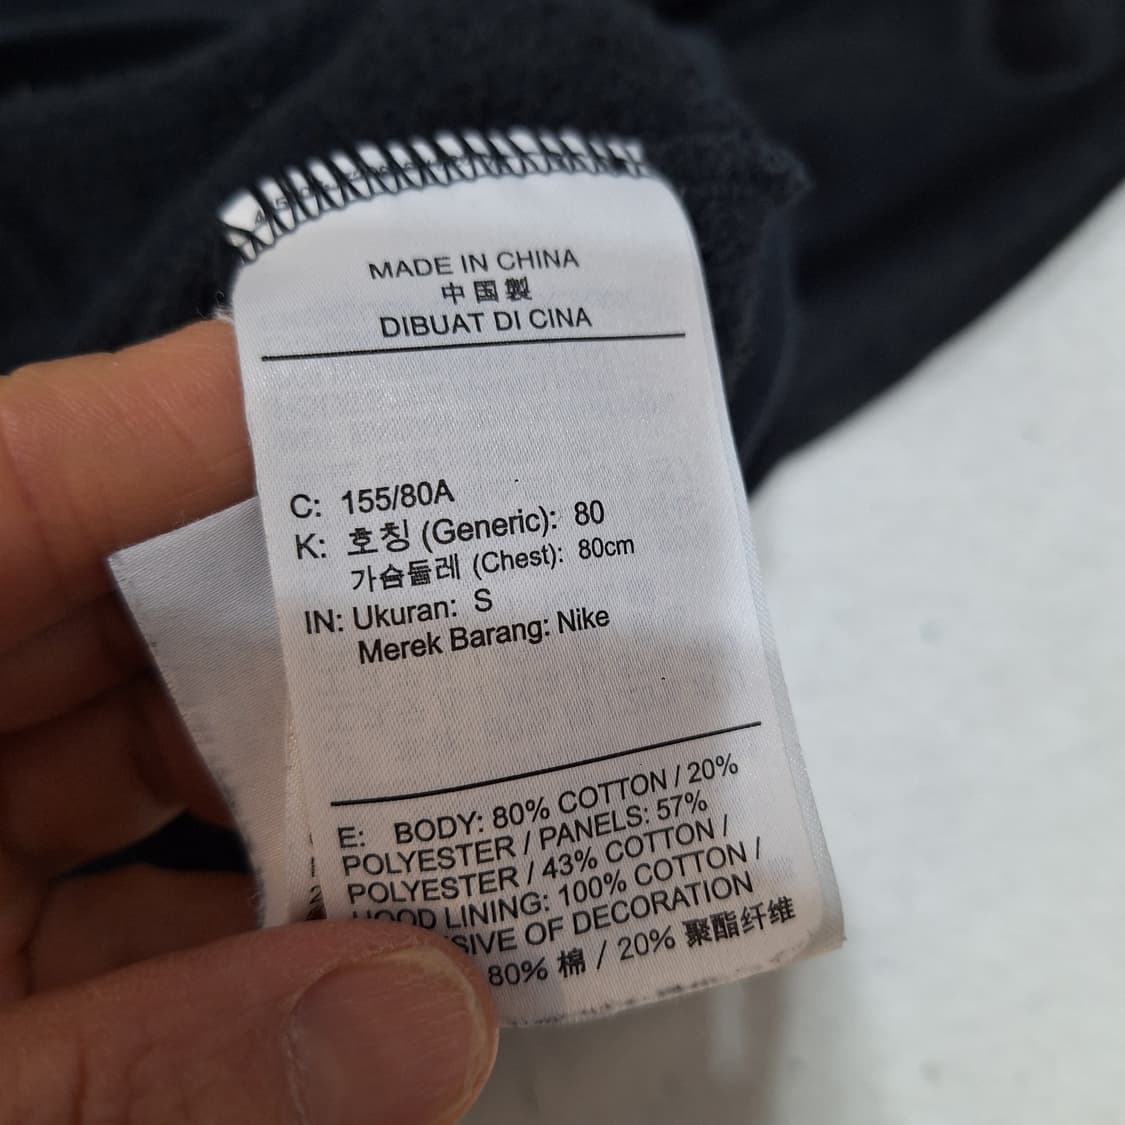 MADE IN CHINA
中国製
DIBUAT DI CINA
C: 155/80A
K: 호칭 (Generic): 80
가슴둘레 (Chest): 80cm
IN: Ukuran: S
Merek Barang: Nike
E: BODY: 80% COTTON / 20%
POLYESTER / PANELS: 57%
POLYESTER / 43% COTTON /
HOOD LINING: 100% COTTON /
SIVE OF DECORATION
80% 棉 / 20% 聚酯纤维